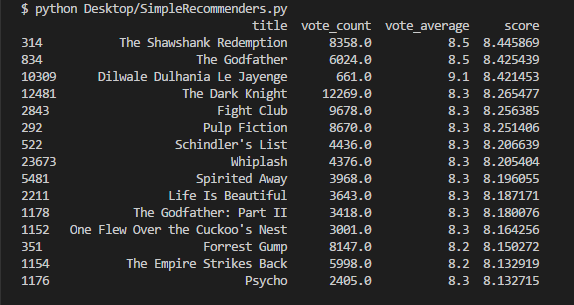 $ python Desktop/SimpleRecommenders.py
title vote_count vote_average score
314 The Shawshank Redemption 8358.0 8.5 8.445869
834 The Godfather 6024.0 8.5 8.425439
10309 Dilwale Dulhania Le Jayenge 661.0 9.1 8.421453
12481 The Dark Knight 12269.0 8.3 8.265477
2843 Fight Club 9678.0 8.3 8.256385
292 Pulp Fiction 8670.0 8.3 8.251406
522 Schindler's List 4436.0 8.3 8.206639
23673 Whiplash 4376.0 8.3 8.205404
5481 Spirited Away 3968.0 8.3 8.196055
2211 Life Is Beautiful 3643.0 8.3 8.187171
1178 The Godfather: Part II 3418.0 8.3 8.180076
1152 One Flew Over the Cuckoo's Nest 3001.0 8.3 8.164256
351 Forrest Gump 8147.0 8.2 8.150272
1154 The Empire Strikes Back 5998.0 8.2 8.132919
1176 Psycho 2405.0 8.3 8.132715